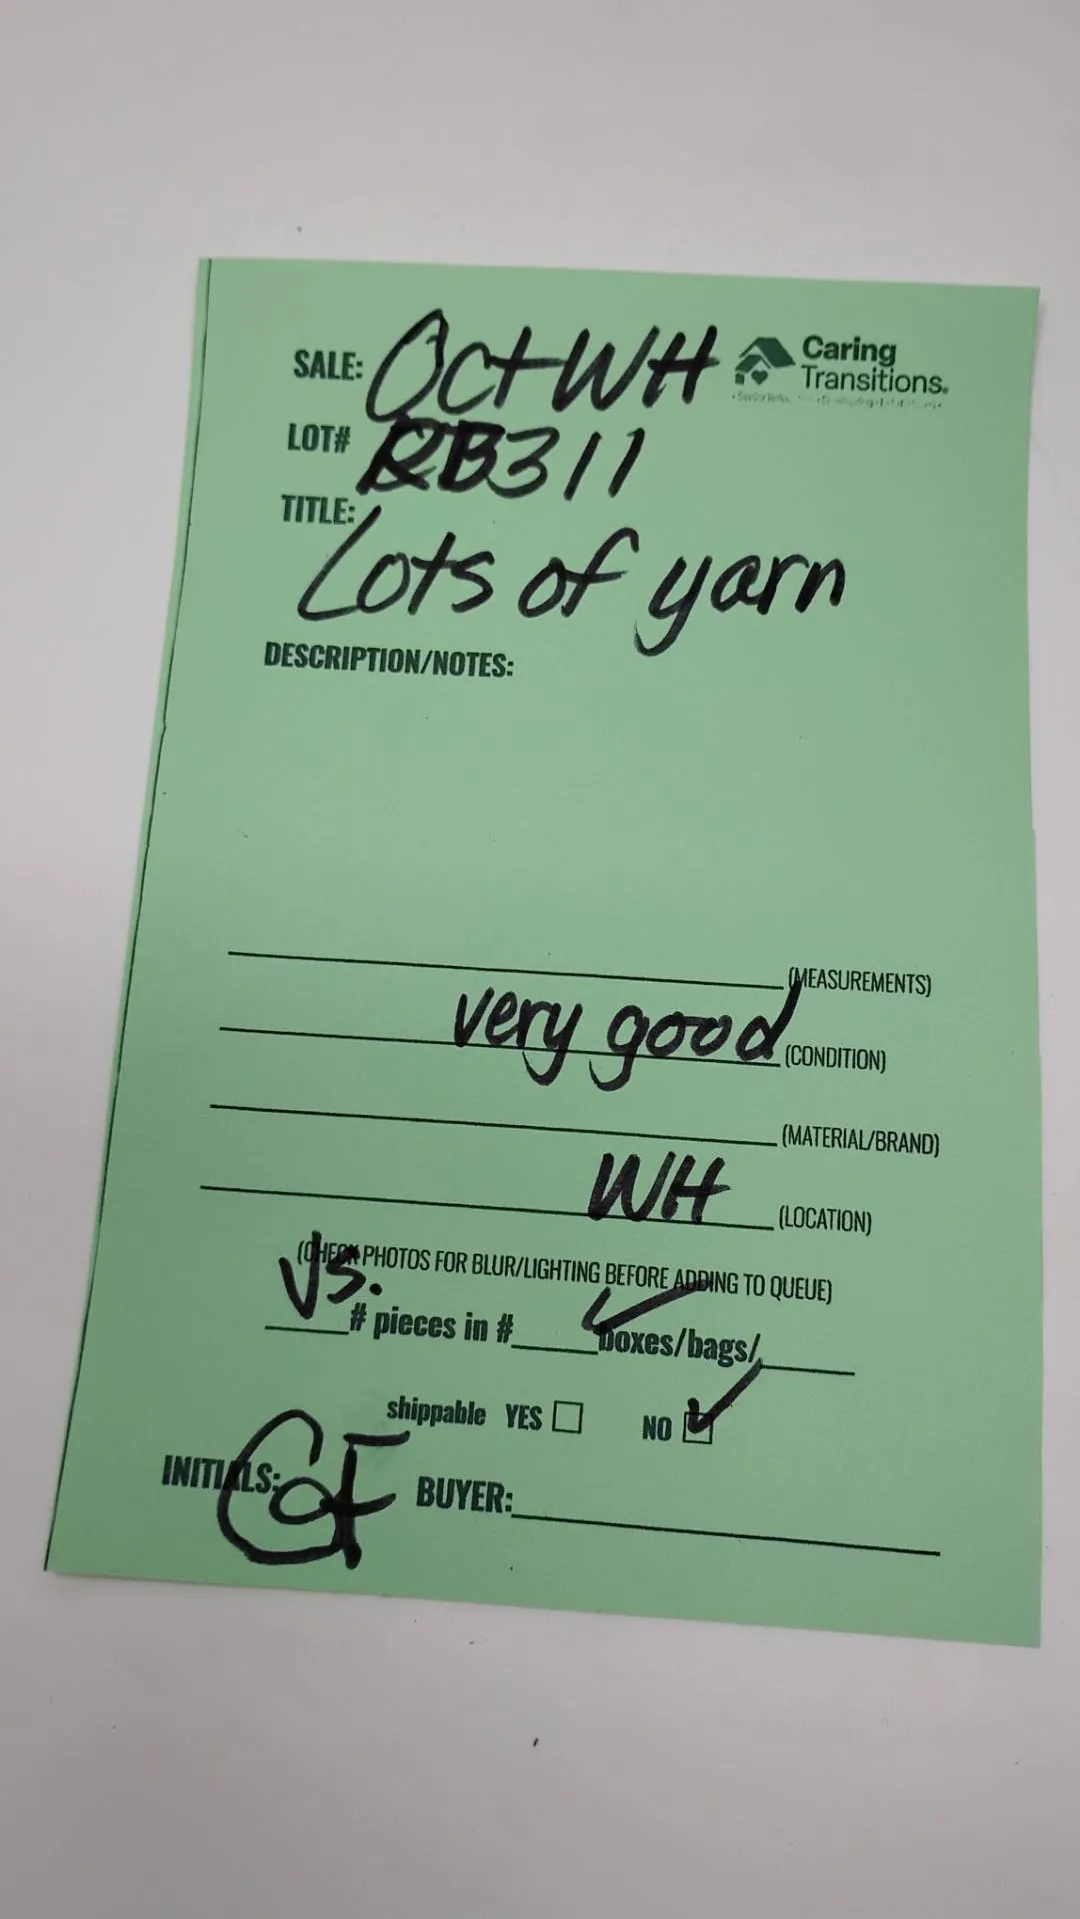 SALE: Oct WH
Caring
Transitions.
LOT# RB311
TITLE:
Lots of yarn
DESCRIPTION/NOTES:
(MEASUREMENTS)
very good (CONDITION)
(MATERIAL/BRAND)
WH (LOCATION)
(CHECK PHOTOS FOR BLUR/LIGHTING BEFORE ADDING TO QUEUE)
VS. # pieces in # boxes/bags/
shippable YES NO
INITIALS: BUYER: